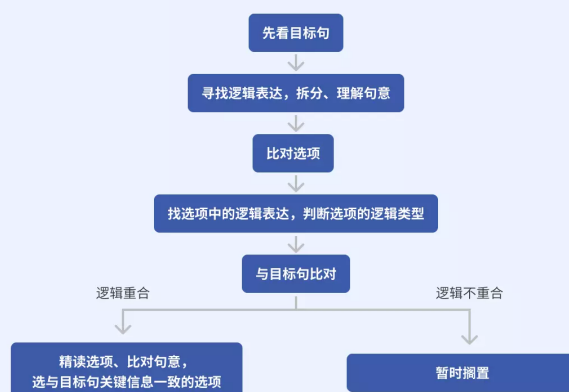 先看目标句
寻找逻辑表达，拆分、理解句意
比对选项
找选项中的逻辑表达，判断选项的逻辑类型
与目标句比对
逻辑重合
逻辑不重合
精读选项、比对句意，
选与目标句关键信息一致的选项
暂时搁置